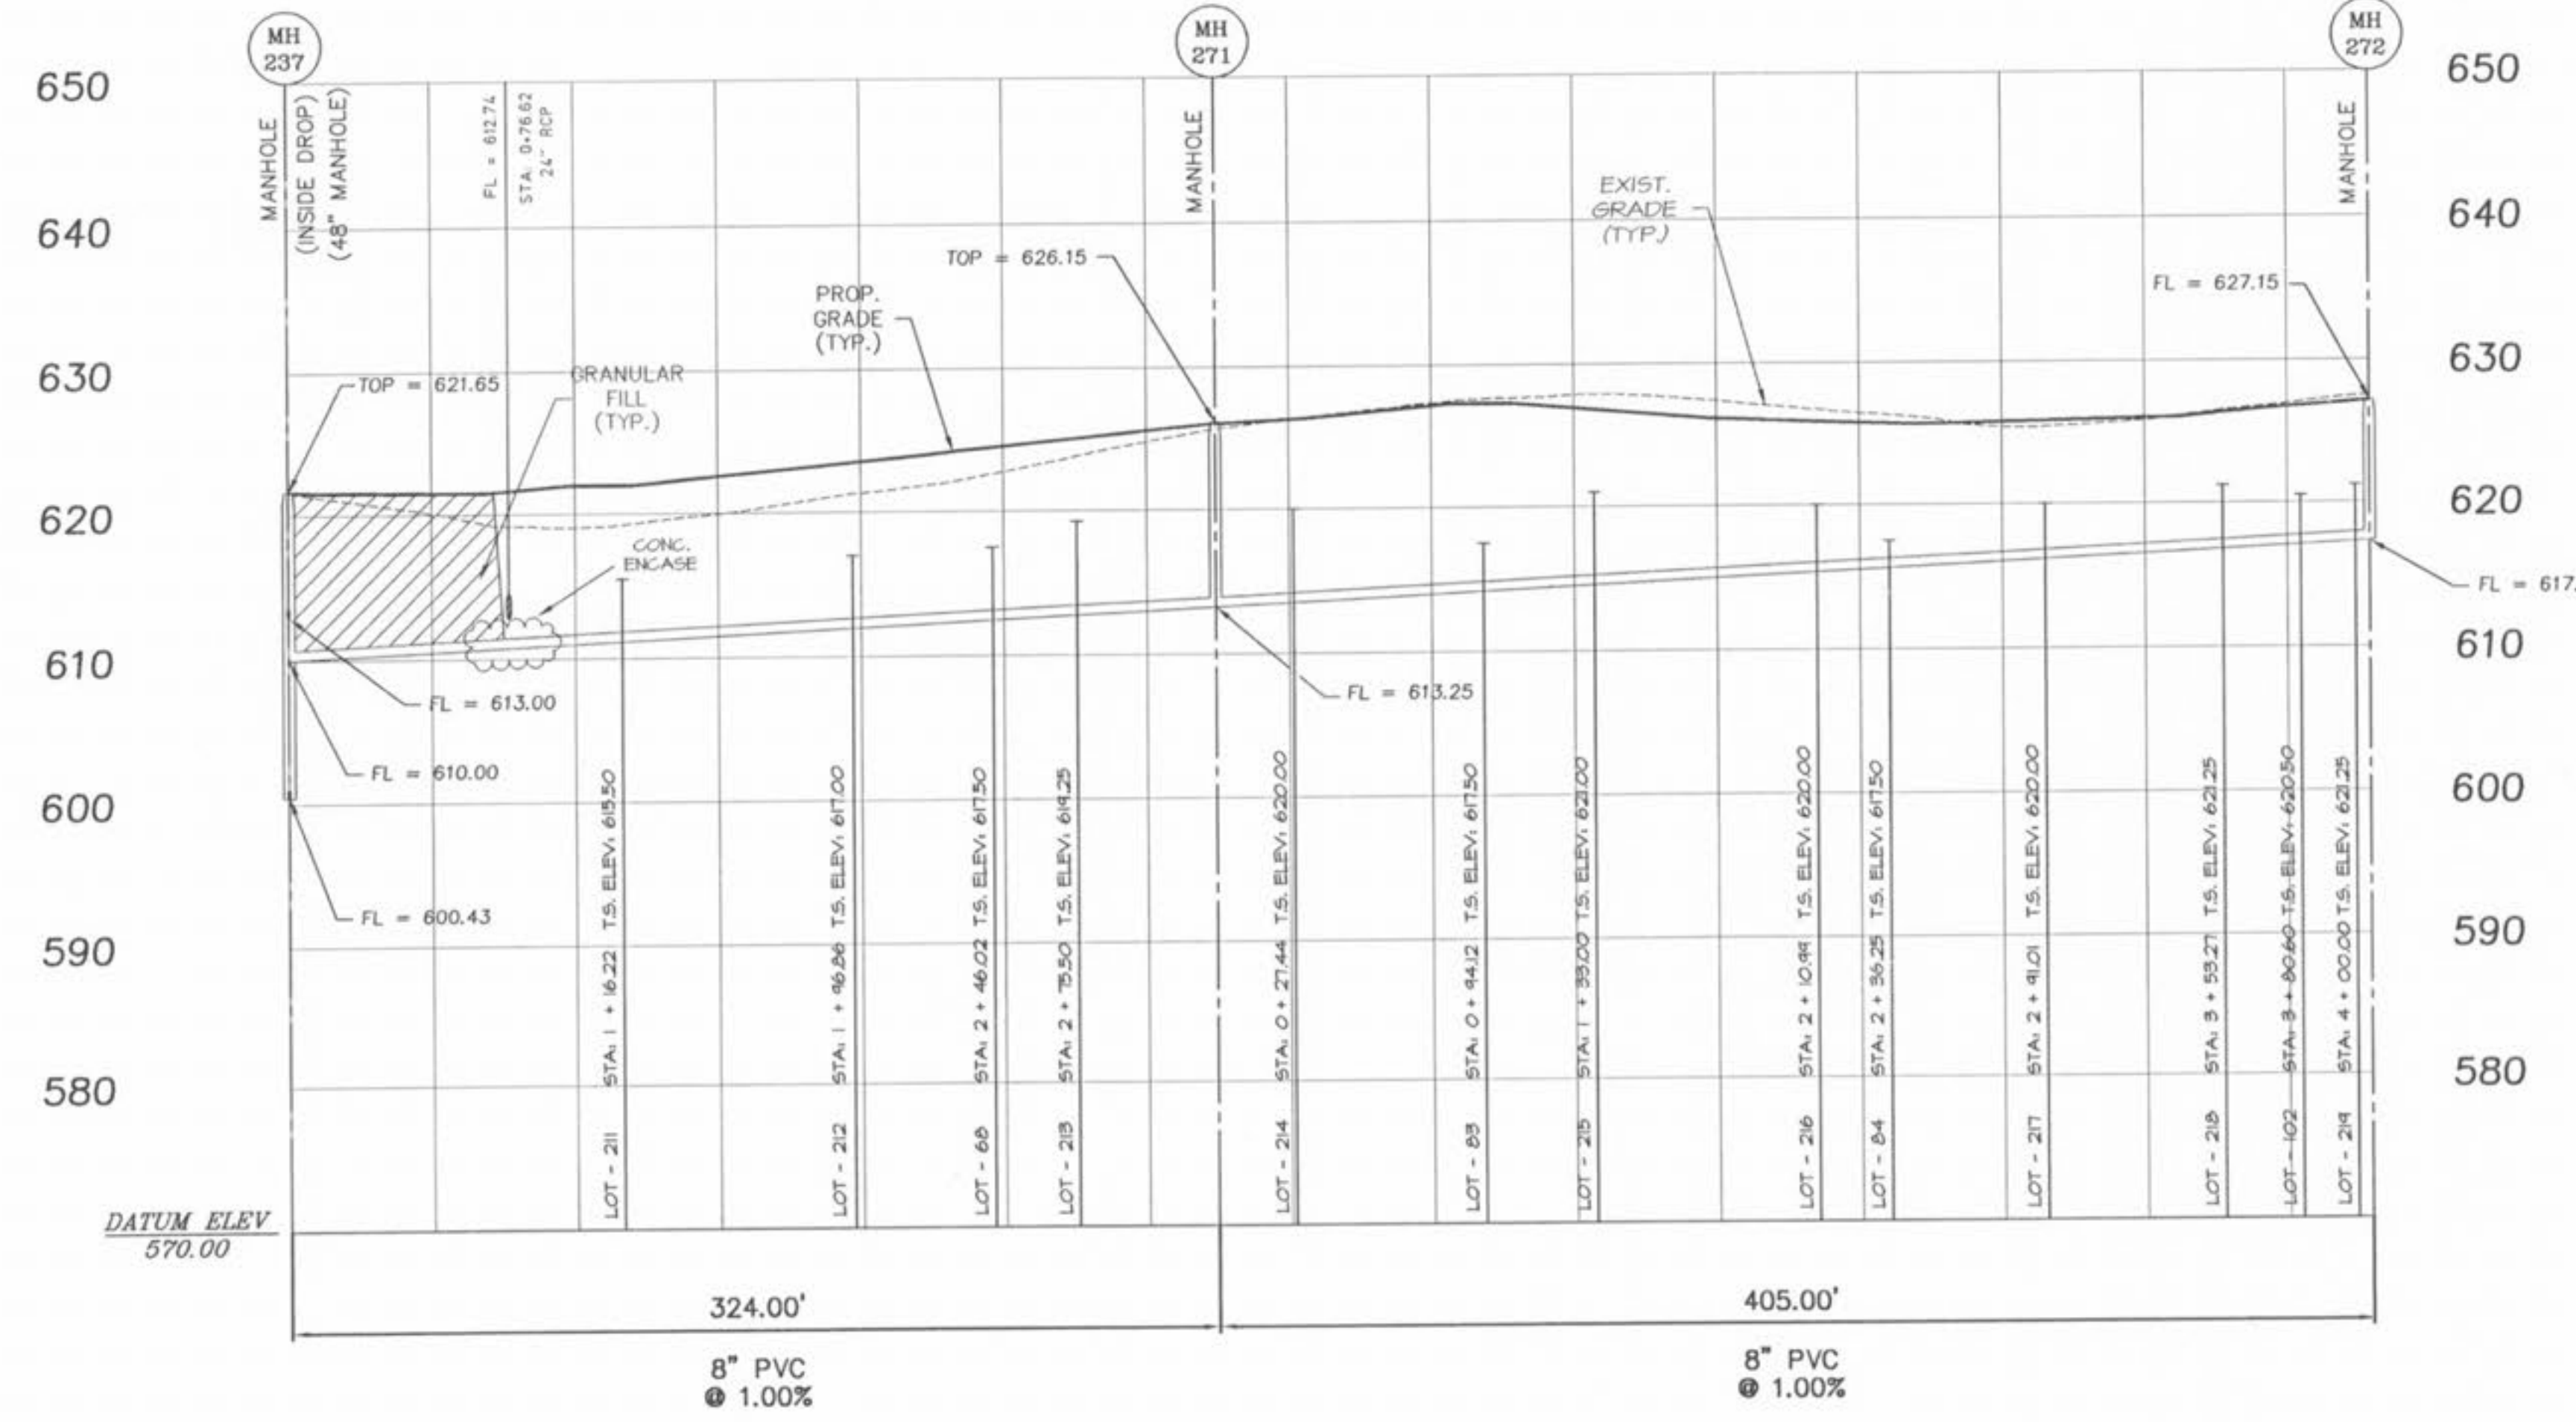 MH
237
MH
271
MH
272
650
640
630
620
610
600
590
580
DATUM ELEV
570.00
650
640
630
620
610
600
590
580
MANHOLE
(INSIDE DROP)
(48" MANHOLE)
FL = 612.74
STA. 0+76.62
24" RCP
MANHOLE
MANHOLE
TOP = 621.65
GRANULAR
FILL
(TYP.)
PROP.
GRADE
(TYP.)
TOP = 626.15
EXIST.
GRADE
(TYP.)
FL = 627.15
CONC.
ENCASE
FL = 617.
FL = 613.00
FL = 610.00
FL = 600.43
FL = 613.25
LOT - 211 STA: 1 + 16.22 T.S. ELEV: 615.50
LOT - 212 STA: 1 + 96.86 T.S. ELEV: 617.00
LOT - 68 STA: 2 + 46.02 T.S. ELEV: 617.50
LOT - 213 STA: 2 + 75.50 T.S. ELEV: 619.25
LOT - 214 STA: 0 + 27.44 T.S. ELEV: 620.00
LOT - 83 STA: 0 + 94.12 T.S. ELEV: 617.50
LOT - 215 STA: 1 + 33.00 T.S. ELEV: 621.00
LOT - 216 STA: 2 + 10.99 T.S. ELEV: 620.00
LOT - 84 STA: 2 + 36.25 T.S. ELEV: 617.50
LOT - 217 STA: 2 + 91.01 T.S. ELEV: 620.00
LOT - 218 STA: 3 + 53.27 T.S. ELEV: 621.25
LOT - 102 STA: 3 + 80.60 T.S. ELEV: 620.50
LOT - 219 STA: 4 + 00.00 T.S. ELEV: 621.25
324.00'
405.00'
8" PVC
@ 1.00%
8" PVC
@ 1.00%